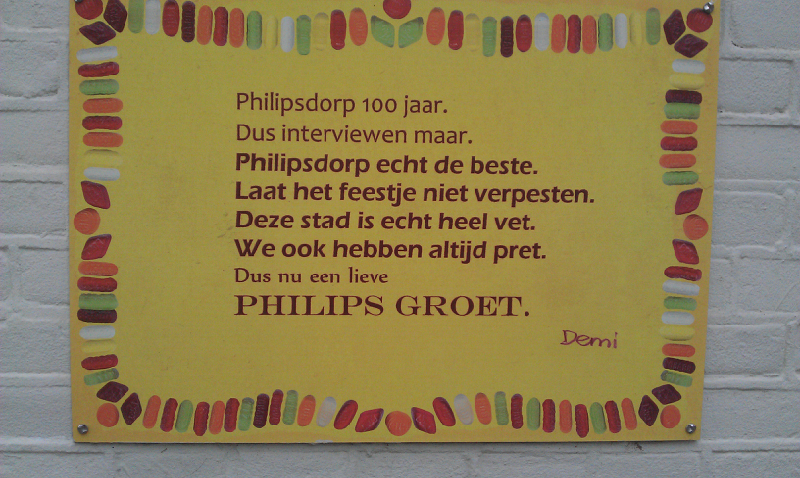 Philipsdorp 100 jaar.
Dus interviewen maar.
Philipsdorp echt de beste.
Laat het feestje niet verpesten.
Deze stad is echt heel vet.
We ook hebben altijd pret.
Dus nu een lieve
PHILIPS GROET.
Demi